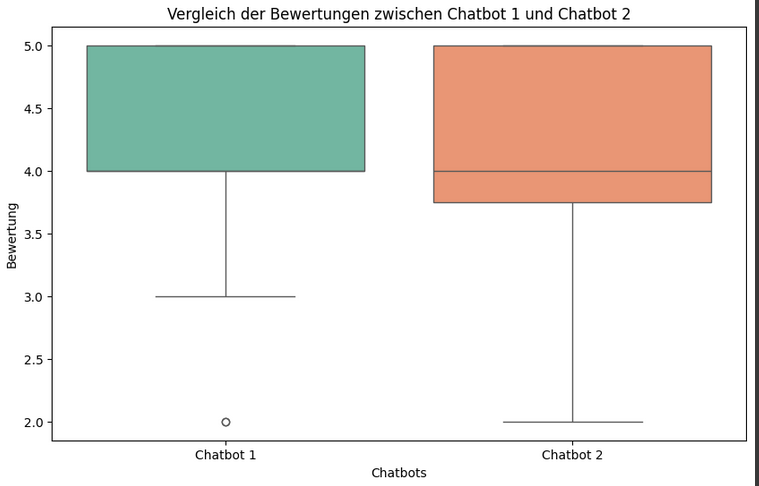 Vergleich der Bewertungen zwischen Chatbot 1 und Chatbot 2
5.0
4.5
4.0
3.5
3.0
2.5
2.0
Bewertung
Chatbot 1
Chatbot 2
Chatbots